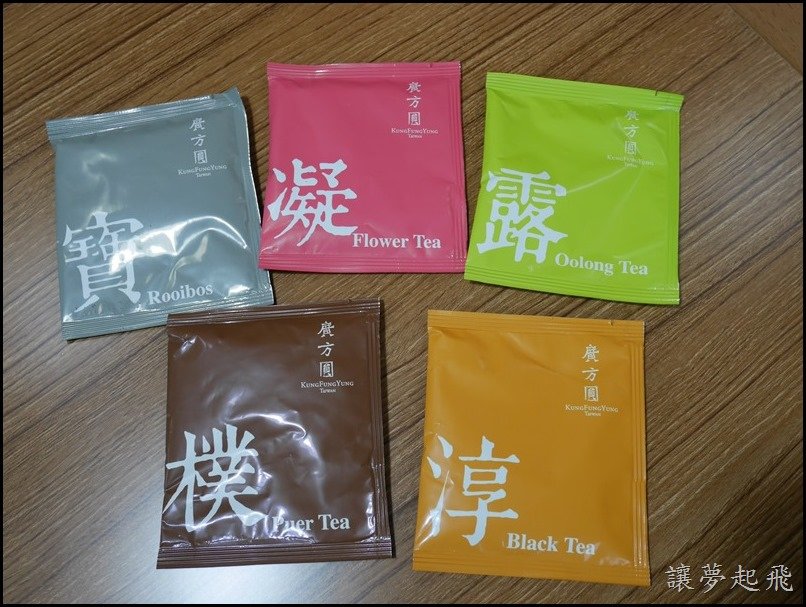 廣方圓
KUNGFUNGYUNG
TAIWAN
寶
Rooibos
廣方圓
KUNGFUNGYUNG
TAIWAN
凝
Flower Tea
廣方圓
KUNGFUNGYUNG
TAIWAN
露
Oolong Tea
廣方圓
KUNGFUNGYUNG
TAIWAN
樸
Puer Tea
廣方圓
KUNGFUNGYUNG
TAIWAN
淳
Black Tea
讓夢起飛